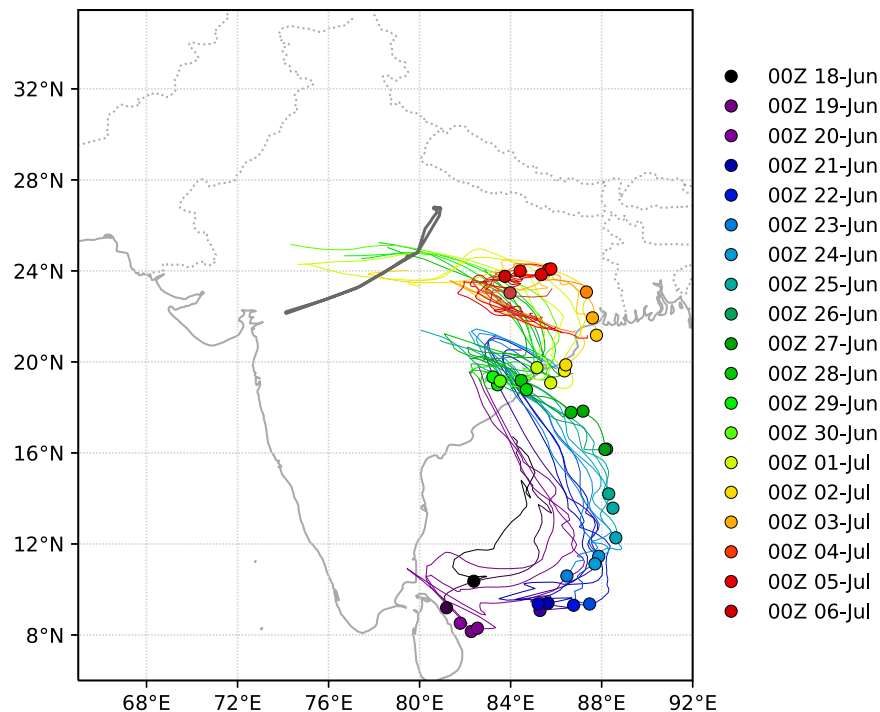 32°N
28°N
24°N
20°N
16°N
12°N
8°N
68°E
72°E
76°E
80°E
84°E
88°E
92°E
00Z 18-Jun
00Z 19-Jun
00Z 20-Jun
00Z 21-Jun
00Z 22-Jun
00Z 23-Jun
00Z 24-Jun
00Z 25-Jun
00Z 26-Jun
00Z 27-Jun
00Z 28-Jun
00Z 29-Jun
00Z 30-Jun
00Z 01-Jul
00Z 02-Jul
00Z 03-Jul
00Z 04-Jul
00Z 05-Jul
00Z 06-Jul